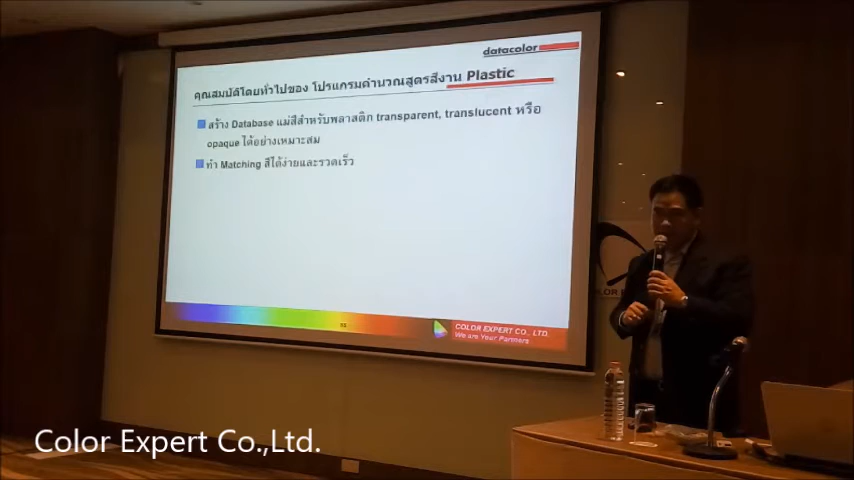 datacolor
คุณสมบัติโดยทั่วไปของ โปรแกรมคำนวณสูตรสีงาน Plastic
สร้าง Database แม่สีสำหรับพลาสติก transparent, translucent หรือ
opaque ได้อย่างเหมาะสม
ทำ Matching สีได้ง่ายและรวดเร็ว
COLOR EXPERT CO., LTD.
We are Your Partners
Color Expert Co.,Ltd.